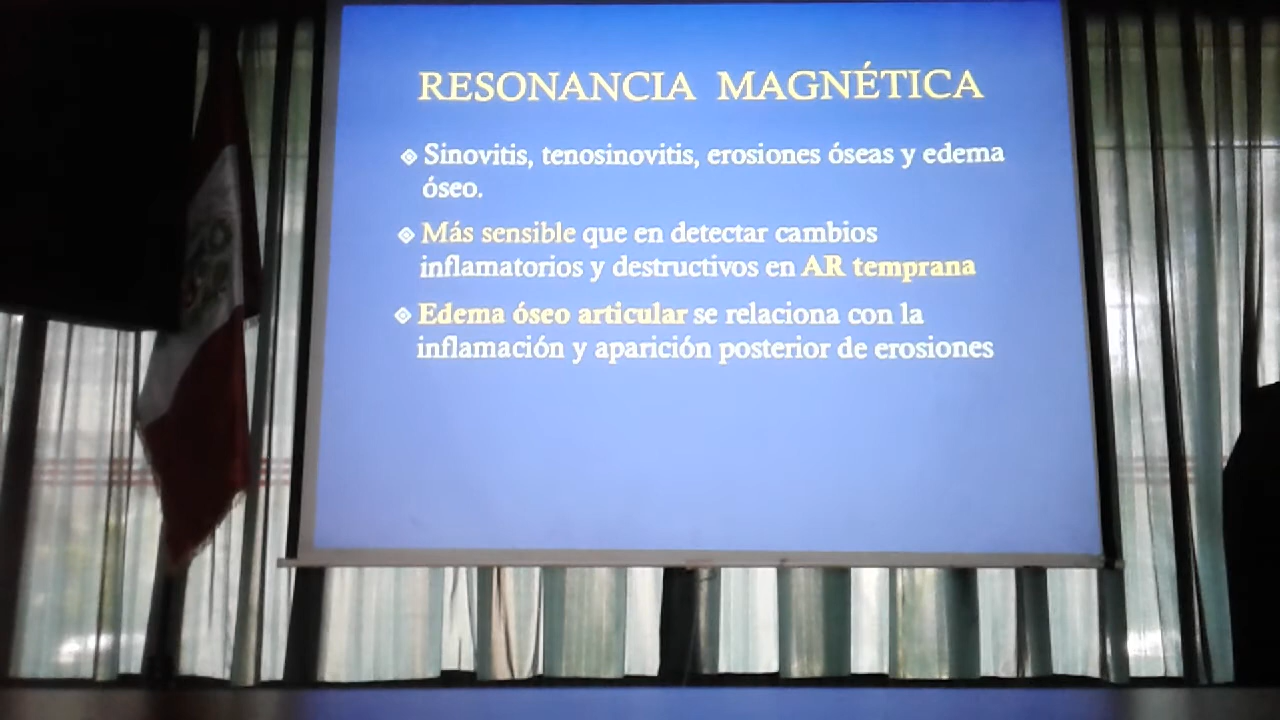 RESONANCIA MAGNÉTICA
Sinovitis, tenosinovitis, erosiones óseas y edema
óseo.
Más sensible que en detectar cambios
inflamatorios y destructivos en AR temprana
Edema óseo articular se relaciona con la
inflamación y aparición posterior de erosiones